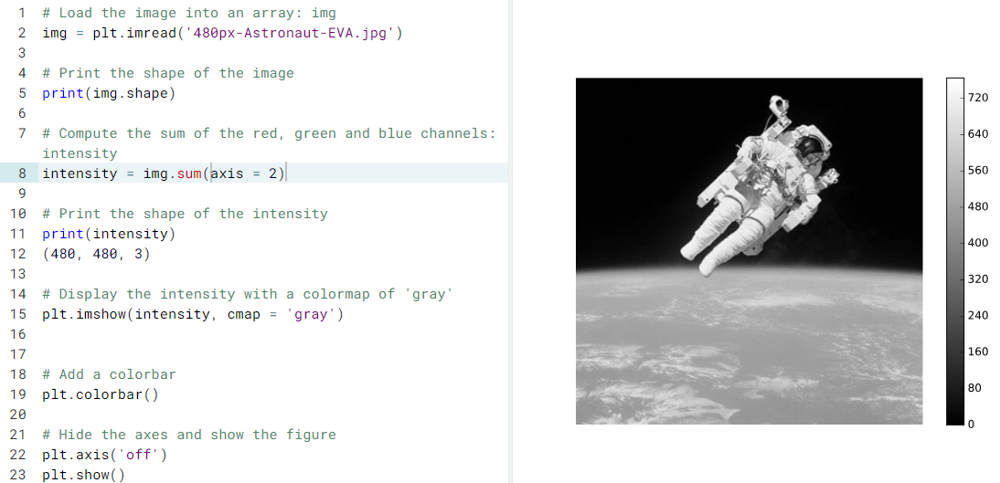 1 # Load the image into an array: img
2 img = plt.imread('480px-Astronaut-EVA.jpg')
3
4 # Print the shape of the image
5 print(img.shape)
6
7 # Compute the sum of the red, green and blue channels:
intensity
8 intensity = img.sum(axis = 2)
9
10 # Print the shape of the intensity
11 print(intensity)
12 (480, 480, 3)
13
14 # Display the intensity with a colormap of 'gray'
15 plt.imshow(intensity, cmap = 'gray')
16
17
18 # Add a colorbar
19 plt.colorbar()
20
21 # Hide the axes and show the figure
22 plt.axis('off')
23 plt.show()
720
640
560
480
400
320
240
160
80
0